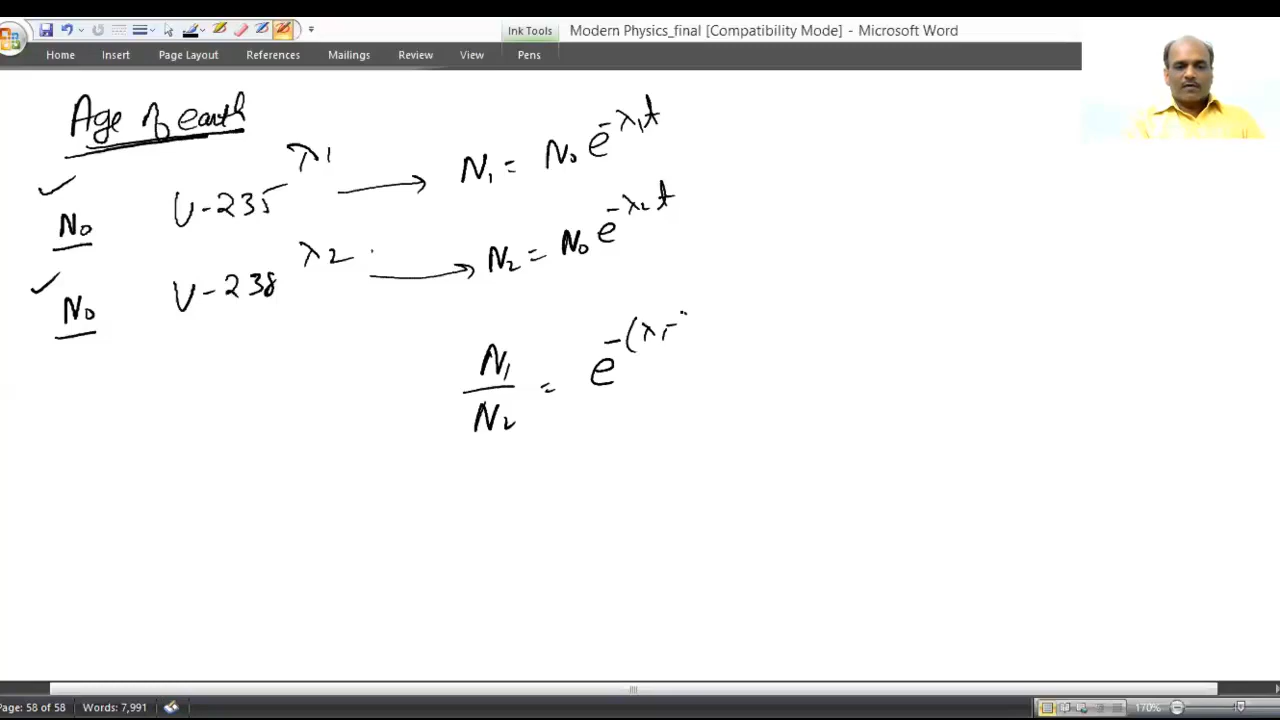 Ink Tools Modern Physics_final [Compatibility Mode] - Microsoft Word
Home Insert Page Layout References Mailings Review View Pens
Age of earth
N₀ U-235 λ1 → N₁ = N₀ e^-λ₁t
N₀ U-238 λ2 → N₂ = N₀ e^-λ₂t
N₁/N₂ = e^-(λ₁-
Page: 58 of 58 Words: 7,991 170%